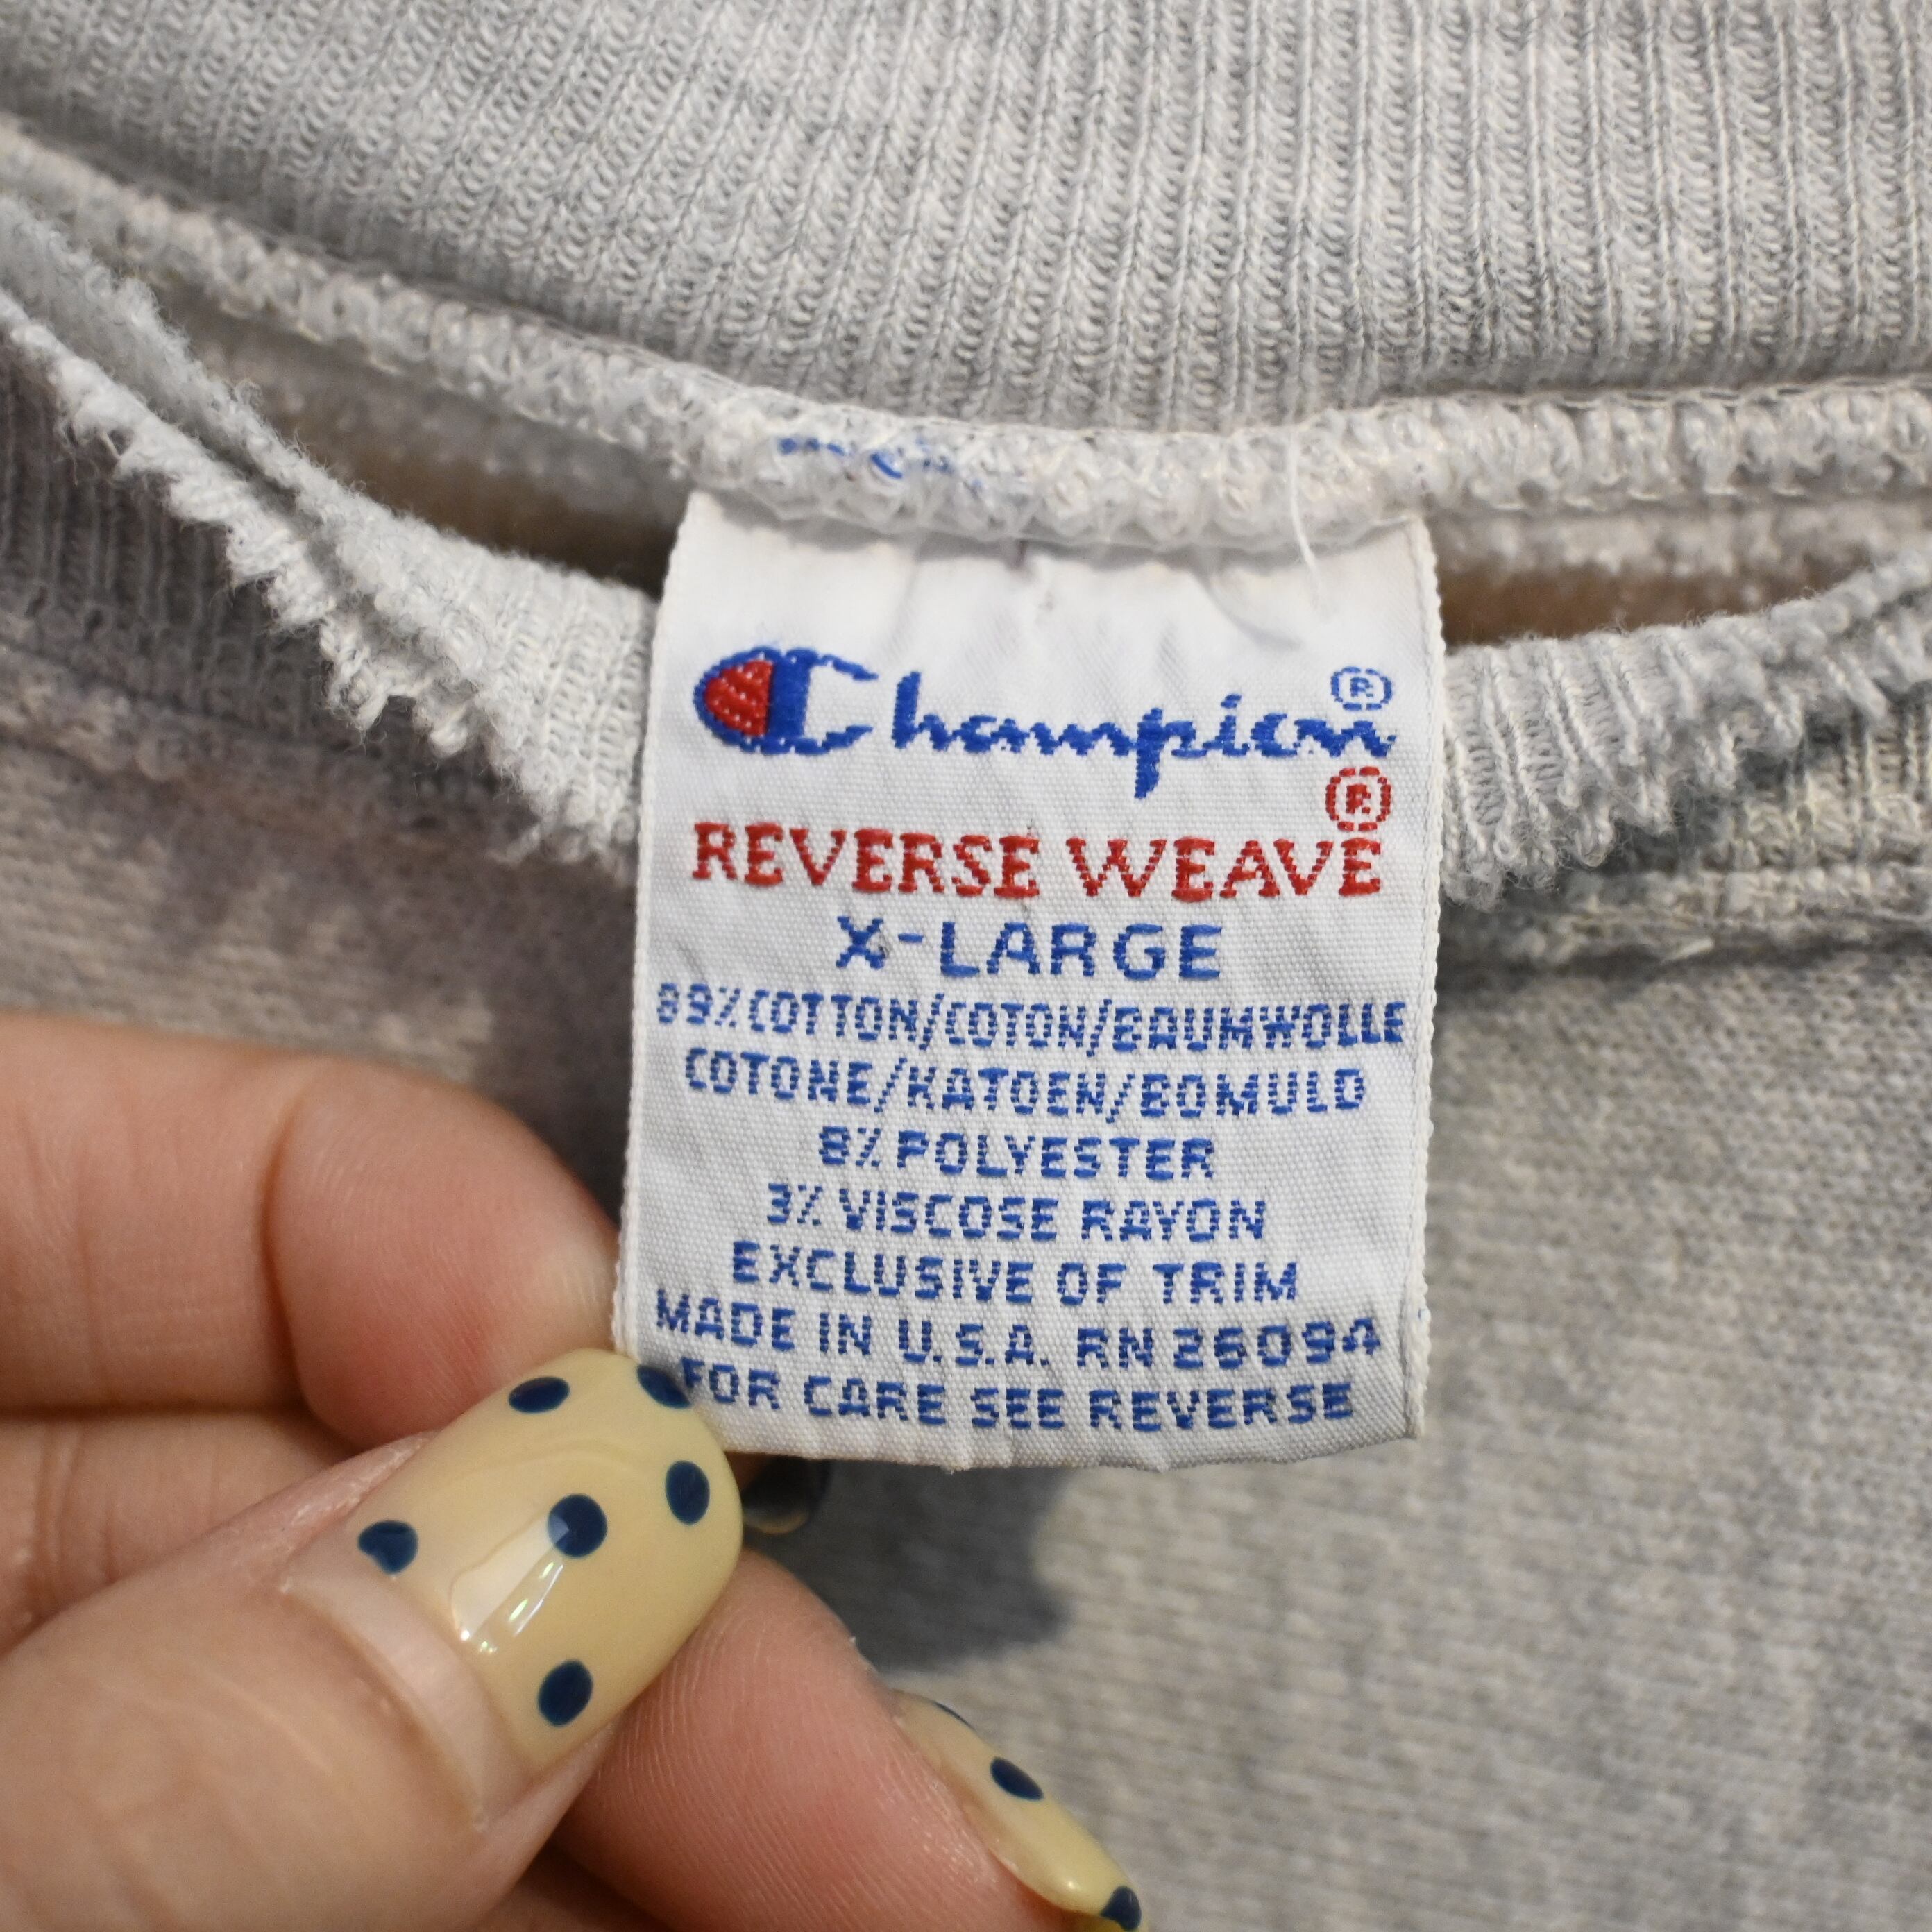 Champion®
REVERSE WEAVE®
X-LARGE
89% COTTON/COTON/BAUMWOLLE
COTONE/KATOEN/BOMULD
8% POLYESTER
3% VISCOSE RAYON
EXCLUSIVE OF TRIM
MADE IN U.S.A. RN 26094
FOR CARE SEE REVERSE